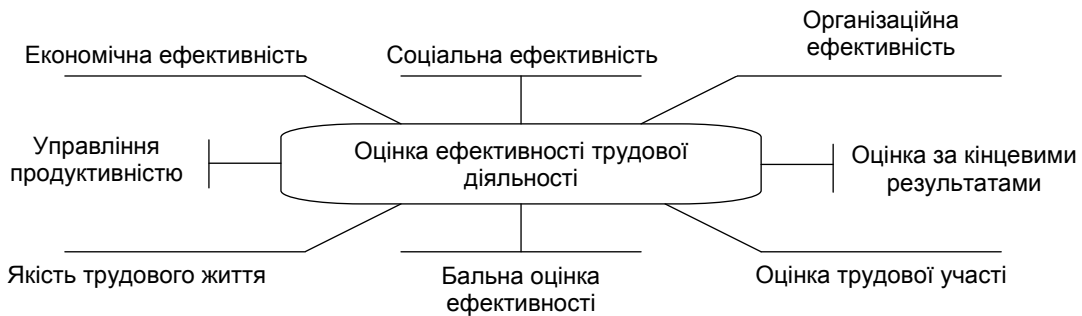 Економічна ефективність
Соціальна ефективність
Організаційна
ефективність
Управління
продуктивністю
Оцінка ефективності трудової
діяльності
Оцінка за кінцевими
результатами
Якість трудового життя
Бальна оцінка
ефективності
Оцінка трудової участі